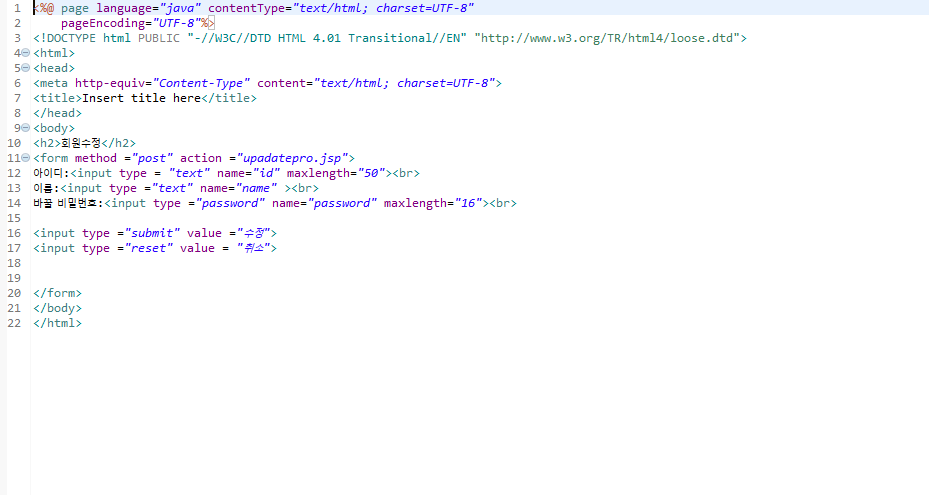 1 <%@ page language="java" contentType="text/html; charset=UTF-8"
2 pageEncoding="UTF-8"%>
3 <!DOCTYPE html PUBLIC "-//W3C//DTD HTML 4.01 Transitional//EN" "http://www.w3.org/TR/html4/loose.dtd">
4 <html>
5 <head>
6 <meta http-equiv="Content-Type" content="text/html; charset=UTF-8">
7 <title>Insert title here</title>
8 </head>
9 <body>
10 <h2>회원수정</h2>
11 <form method ="post" action ="upadatepro.jsp">
12 아이디:<input type = "text" name="id" maxlength="50"><br>
13 이름:<input type ="text" name="name" ><br>
14 바꿀 비밀번호:<input type ="password" name="password" maxlength="16"><br>
15
16 <input type ="submit" value ="수정">
17 <input type ="reset" value = "취소">
18
19
20 </form>
21 </body>
22 </html>